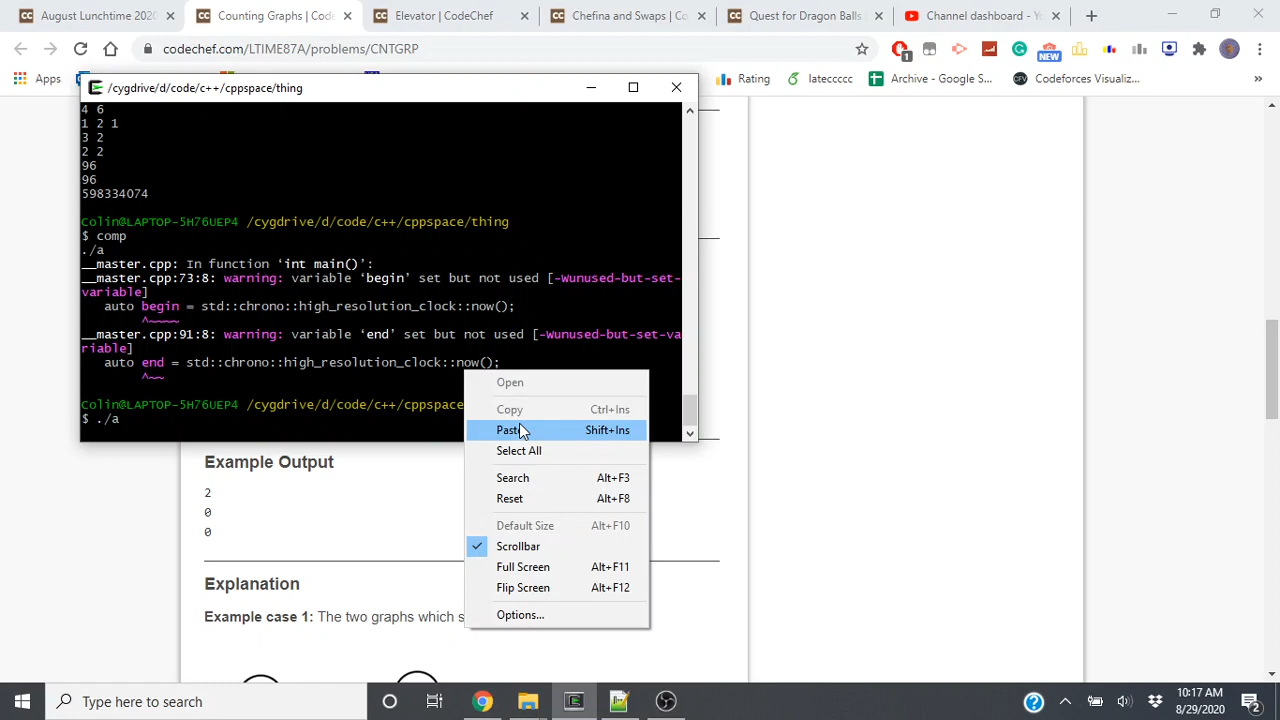 August Lunchtime 2020
Counting Graphs | Code
Elevator | CodeChef
Chefina and Swaps | Co
Quest for Dragon Balls
Channel dashboard - Yo
codechef.com/LTIME87A/problems/CNTGRP
1
NEW
Apps
Rating
lateccccc
Archive - Google S...
Codeforces Visualiz...
»
/cygdrive/d/code/c++/cppspace/thing
4 6
1 2 1
3 2
2 2
96
96
598334074
Colin@LAPTOP-5H76UEP4 /cygdrive/d/code/c++/cppspace/thing
$ comp
./a
__master.cpp: In function ‘int main()’:
__master.cpp:73:8: warning: variable ‘begin’ set but not used [-Wunused-but-set-
variable]
auto begin = std::chrono::high_resolution_clock::now();
^~~~~
__master.cpp:91:8: warning: variable ‘end’ set but not used [-Wunused-but-set-va
riable]
auto end = std::chrono::high_resolution_clock::now();
^~~
Colin@LAPTOP-5H76UEP4 /cygdrive/d/code/c++/cppspace
$ ./a
Open
Copy Ctrl+Ins
Paste Shift+Ins
Select All
Search Alt+F3
Reset Alt+F8
Default Size Alt+F10
Scrollbar
Full Screen Alt+F11
Flip Screen Alt+F12
Options...
Example Output
2
0
0
Explanation
Example case 1: The two graphs which s
Type here to search
10:17 AM
8/29/2020
2